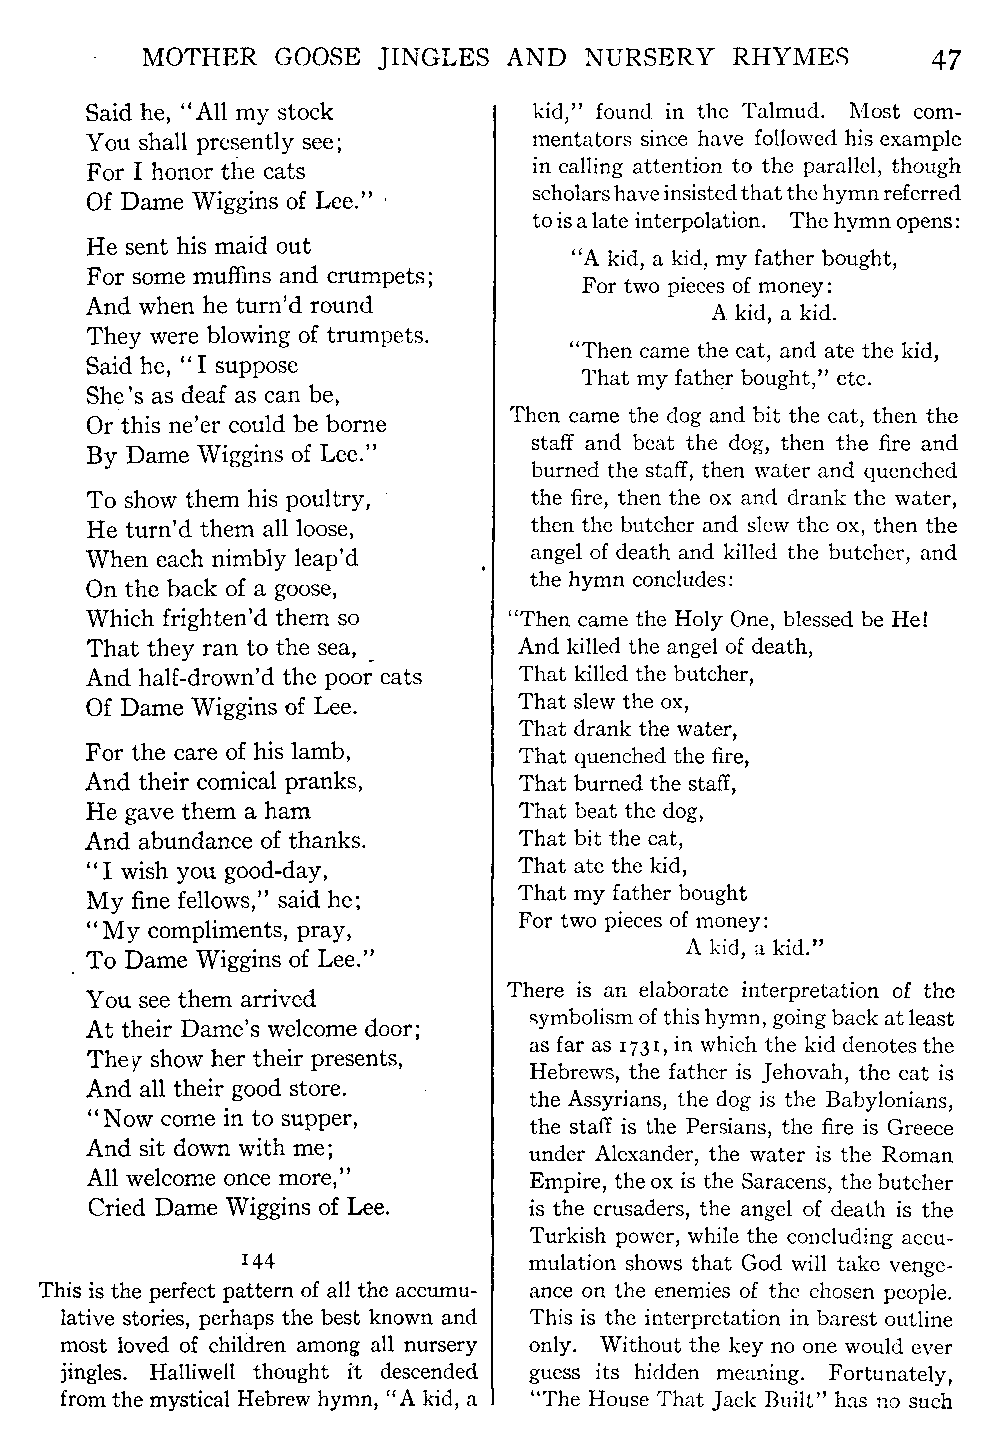 MOTHER GOOSE JINGLES AND NURSERY RHYMES 47
Said he, "All my stock
You shall presently see;
For I honor the cats
Of Dame Wiggins of Lee."
He sent his maid out
For some muffins and crumpets;
And when he turn'd round
They were blowing of trumpets.
Said he, "I suppose
She's as deaf as can be,
Or this ne'er could be borne
By Dame Wiggins of Lee."
To show them his poultry,
He turn'd them all loose,
When each nimbly leap'd
On the back of a goose,
Which frighten'd them so
That they ran to the sea,
And half-drown'd the poor cats
Of Dame Wiggins of Lee.
For the care of his lamb,
And their comical pranks,
He gave them a ham
And abundance of thanks.
"I wish you good-day,
My fine fellows," said he;
"My compliments, pray,
To Dame Wiggins of Lee."
You see them arrived
At their Dame's welcome door;
They show her their presents,
And all their good store.
"Now come in to supper,
And sit down with me;
All welcome once more,"
Cried Dame Wiggins of Lee.
144
This is the perfect pattern of all the accumu-
lative stories, perhaps the best known and
most loved of children among all nursery
jingles. Halliwell thought it descended
from the mystical Hebrew hymn, "A kid, a
kid," found in the Talmud. Most com-
mentators since have followed his example
in calling attention to the parallel, though
scholars have insisted that the hymn referred
to is a late interpolation. The hymn opens:
"A kid, a kid, my father bought,
For two pieces of money:
A kid, a kid.
"Then came the cat, and ate the kid,
That my father bought," etc.
Then came the dog and bit the cat, then the
staff and beat the dog, then the fire and
burned the staff, then water and quenched
the fire, then the ox and drank the water,
then the butcher and slew the ox, then the
angel of death and killed the butcher, and
the hymn concludes:
"Then came the Holy One, blessed be He!
And killed the angel of death,
That killed the butcher,
That slew the ox,
That drank the water,
That quenched the fire,
That burned the staff,
That beat the dog,
That bit the cat,
That ate the kid,
That my father bought
For two pieces of money:
A kid, a kid."
There is an elaborate interpretation of the
symbolism of this hymn, going back at least
as far as 1731, in which the kid denotes the
Hebrews, the father is Jehovah, the cat is
the Assyrians, the dog is the Babylonians,
the staff is the Persians, the fire is Greece
under Alexander, the water is the Roman
Empire, the ox is the Saracens, the butcher
is the crusaders, the angel of death is the
Turkish power, while the concluding accu-
mulation shows that God will take venge-
ance on the enemies of the chosen people.
This is the interpretation in barest outline
only. Without the key no one would ever
guess its hidden meaning. Fortunately,
"The House That Jack Built" has no such